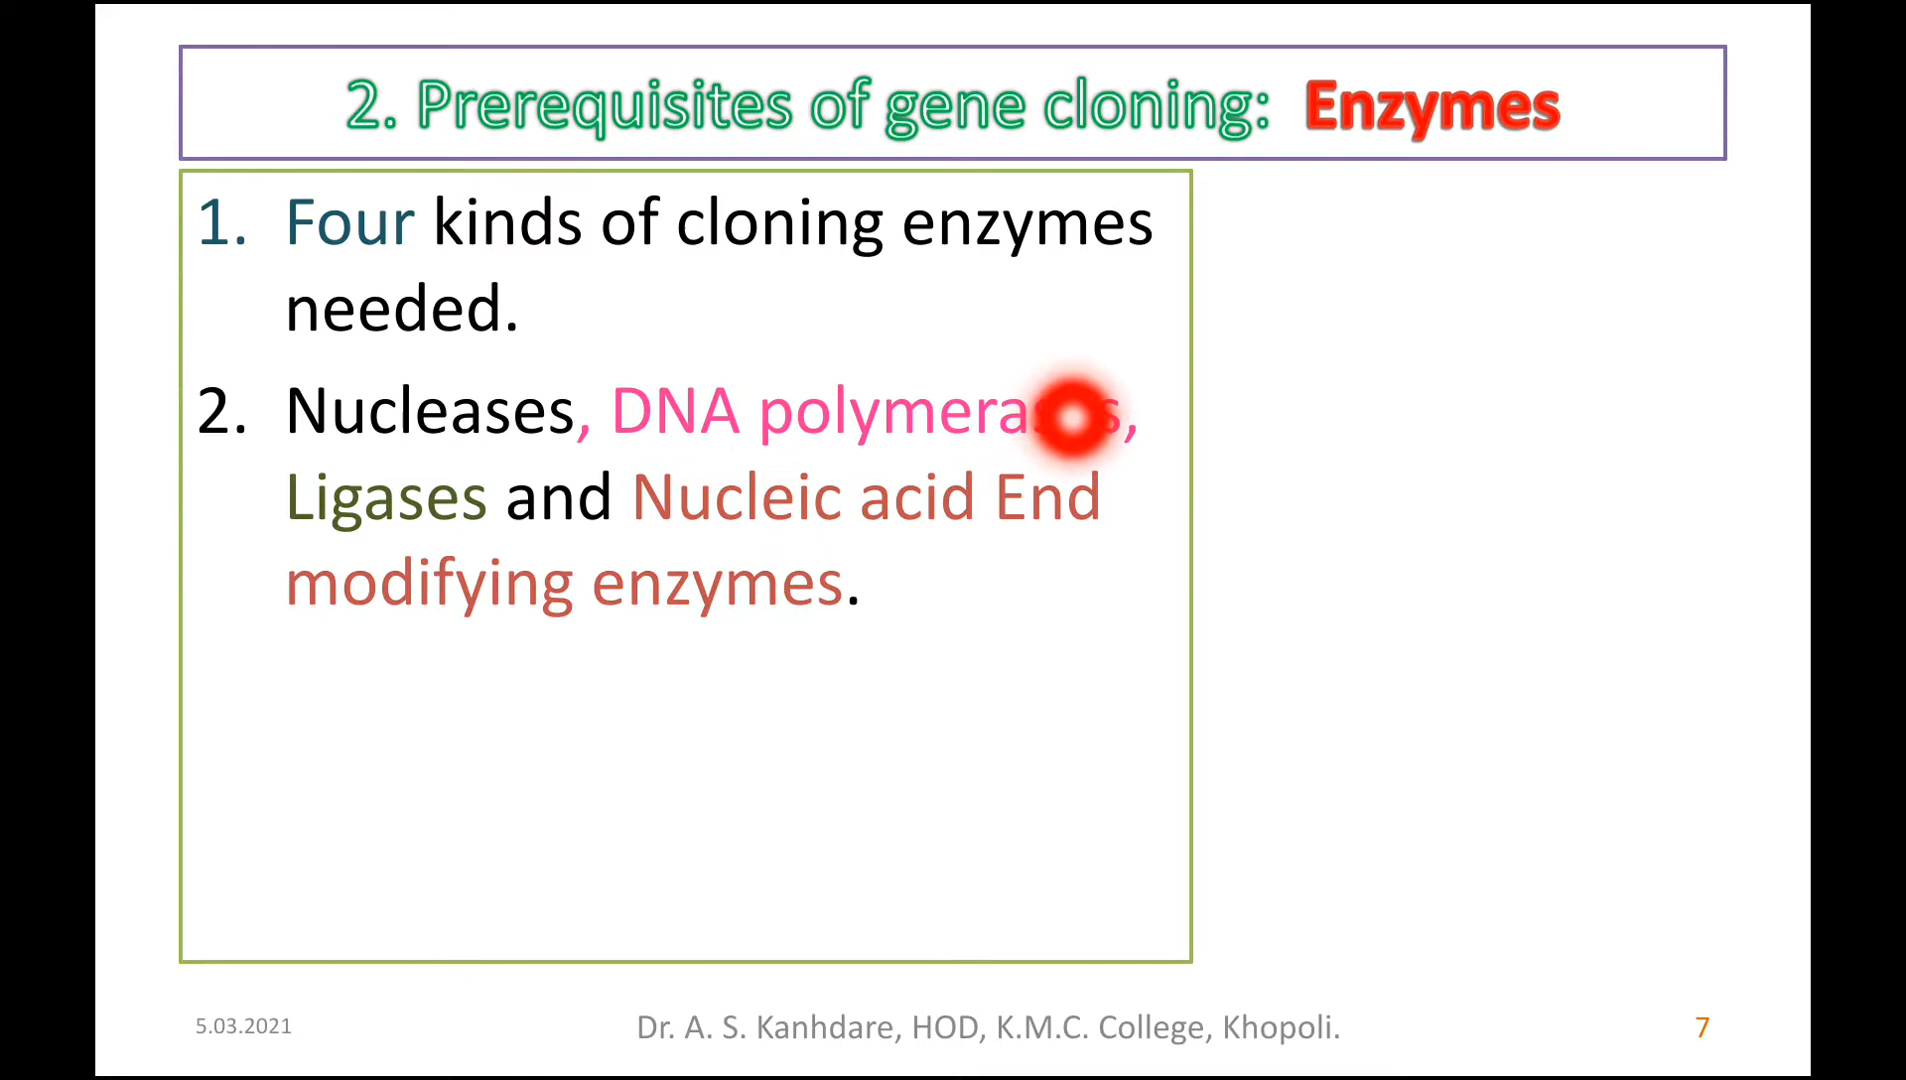 2. Prerequisites of gene cloning: Enzymes
1. Four kinds of cloning enzymes
needed.
2. Nucleases, DNA polymerases,
Ligases and Nucleic acid End
modifying enzymes.
5.03.2021
Dr. A. S. Kanhdare, HOD, K.M.C. College, Khopoli.
7